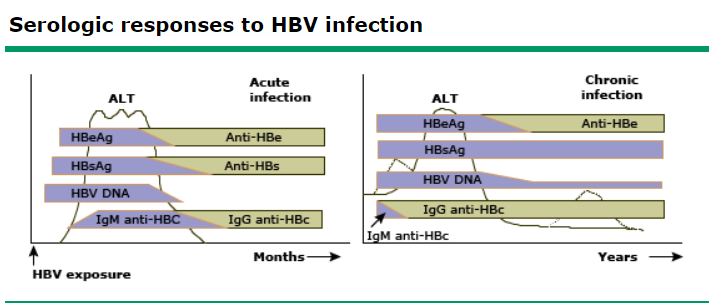 Serologic responses to HBV infection
ALT
Acute
infection
HBeAg
Anti-HBe
HBsAg
Anti-HBs
HBV DNA
IgM anti-HBC
IgG anti-HBc
Months
HBV exposure
ALT
Chronic
infection
HBeAg
Anti-HBe
HBsAg
HBV DNA
IgG anti-HBc
IgM anti-HBc
Years